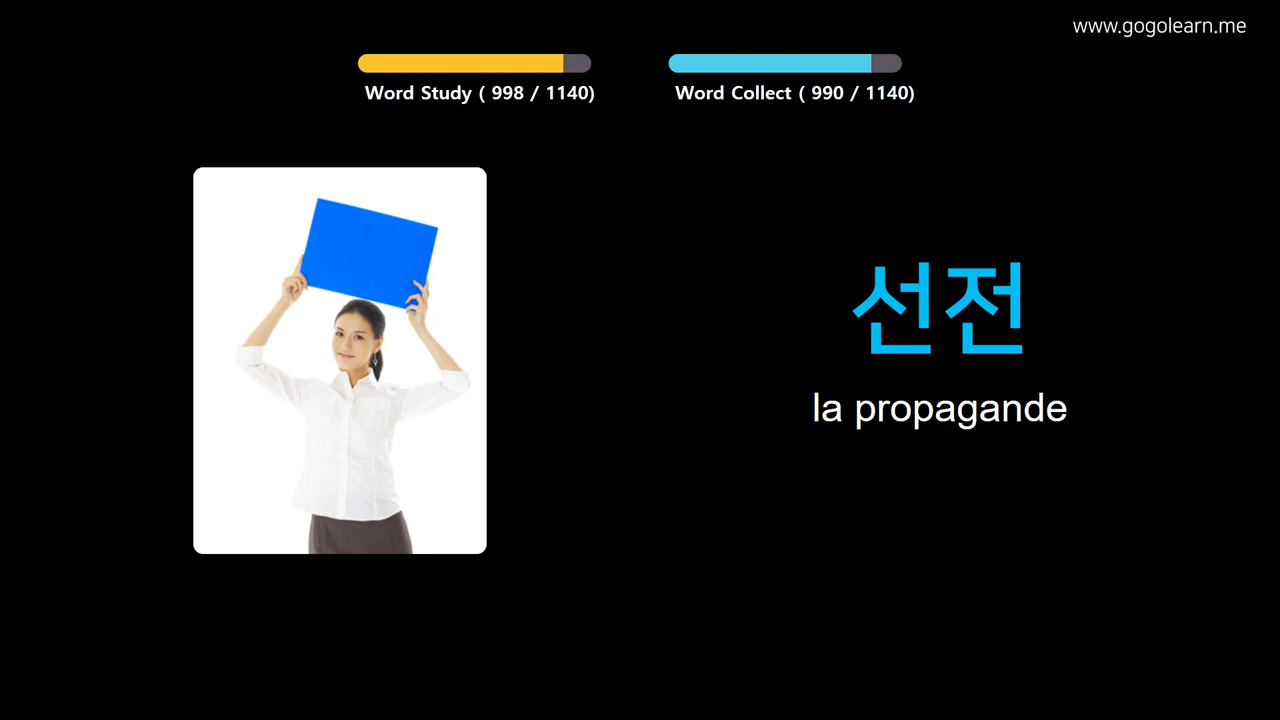 www.gogolearn.me
Word Study ( 998 / 1140)
Word Collect ( 990 / 1140)
선전
la propagande